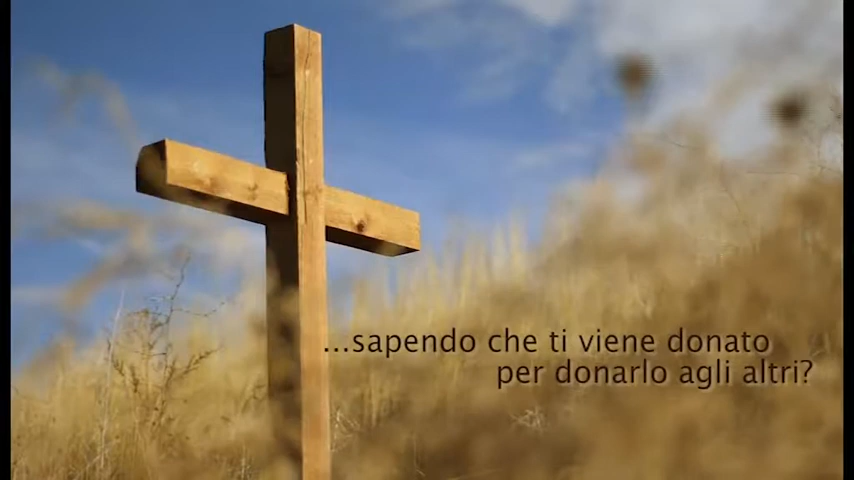 ...sapendo che ti viene donato
per donarlo agli altri?